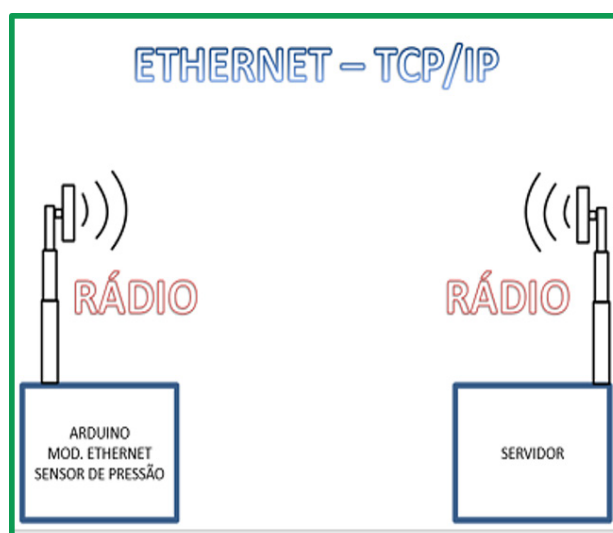 ETHERNET – TCP/IP
RÁDIO
RÁDIO
ARDUINO
MOD. ETHERNET
SENSOR DE PRESSÃO
SERVIDOR